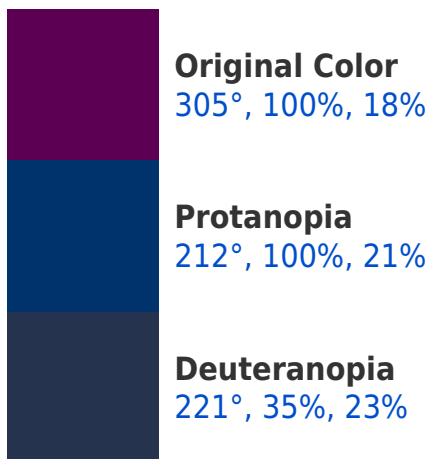 Original Color
305°, 100%, 18%
Protanopia
212°, 100%, 21%
Deuteranopia
221°, 35%, 23%